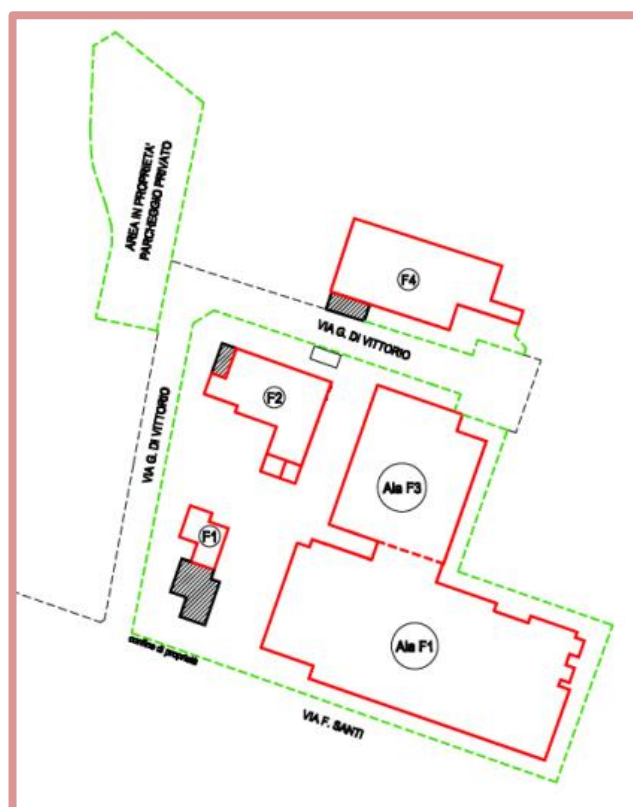 AREA IN PROPRIETA'
PARCHEGGIO PRIVATO
F4
VIA G. DI VITTORIO
F2
VIA G. DI VITTORIO
Ala F3
F1
Ala F1
confine di proprietà
VIA F. SANTI